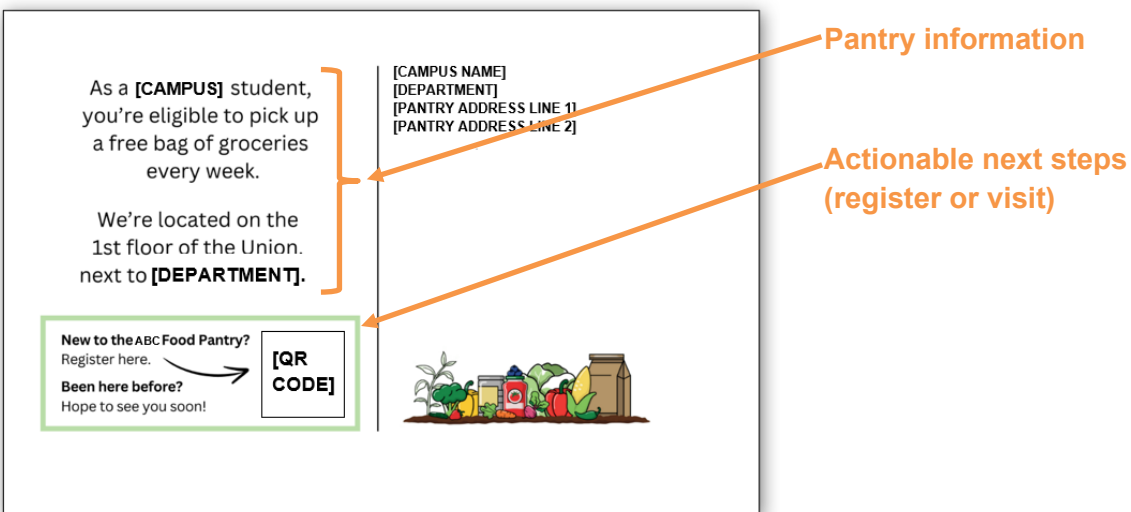 As a [CAMPUS] student,
you're eligible to pick up
a free bag of groceries
every week.
We're located on the
1st floor of the Union,
next to [DEPARTMENT].
New to the ABC Food Pantry?
Register here.
Been here before?
Hope to see you soon!
[QR
CODE]
[CAMPUS NAME]
[DEPARTMENT]
[PANTRY ADDRESS LINE 1]
[PANTRY ADDRESS LINE 2]
Pantry information
Actionable next steps
(register or visit)